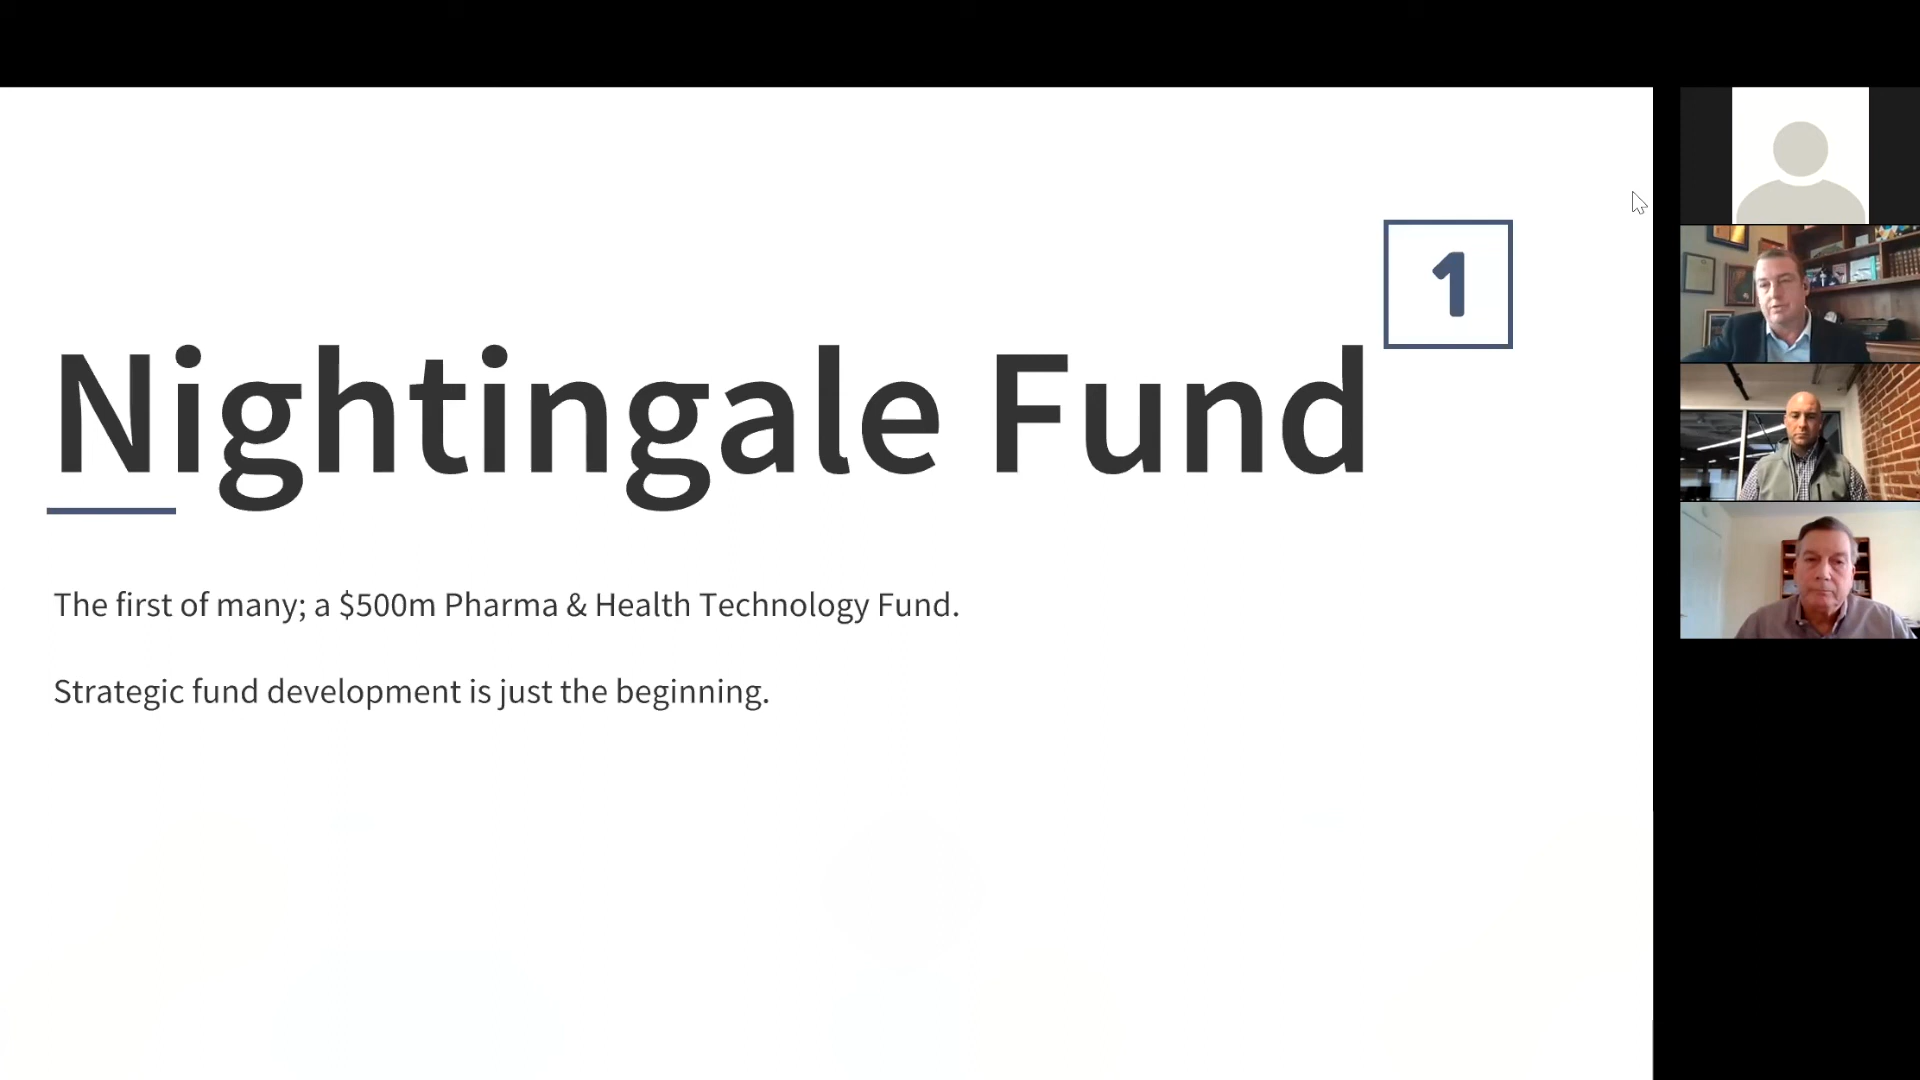 1
Nightingale Fund
The first of many; a $500m Pharma & Health Technology Fund.
Strategic fund development is just the beginning.